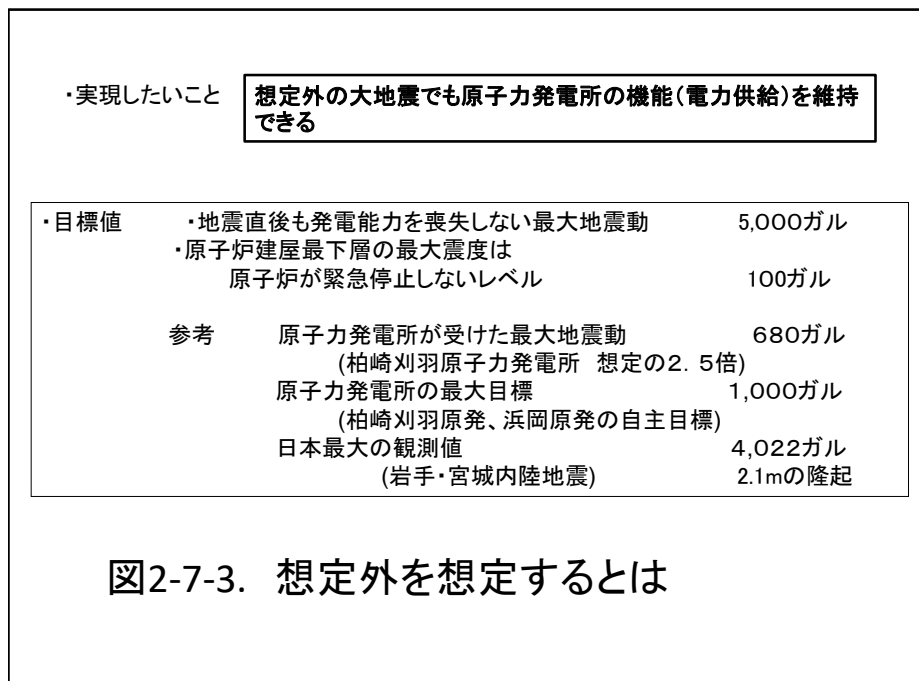 ・実現したいこと 想定外の大地震でも原子力発電所の機能(電力供給)を維持
できる
・目標値 ・地震直後も発電能力を喪失しない最大地震動 5,000ガル
・原子炉建屋最下層の最大震度は
原子炉が緊急停止しないレベル 100ガル
参考 原子力発電所が受けた最大地震動 680ガル
(柏崎刈羽原子力発電所 想定の2.5倍)
原子力発電所の最大目標 1,000ガル
(柏崎刈羽原発、浜岡原発の自主目標)
日本最大の観測値 4,022ガル
(岩手・宮城内陸地震) 2.1mの隆起
図2-7-3. 想定外を想定するとは